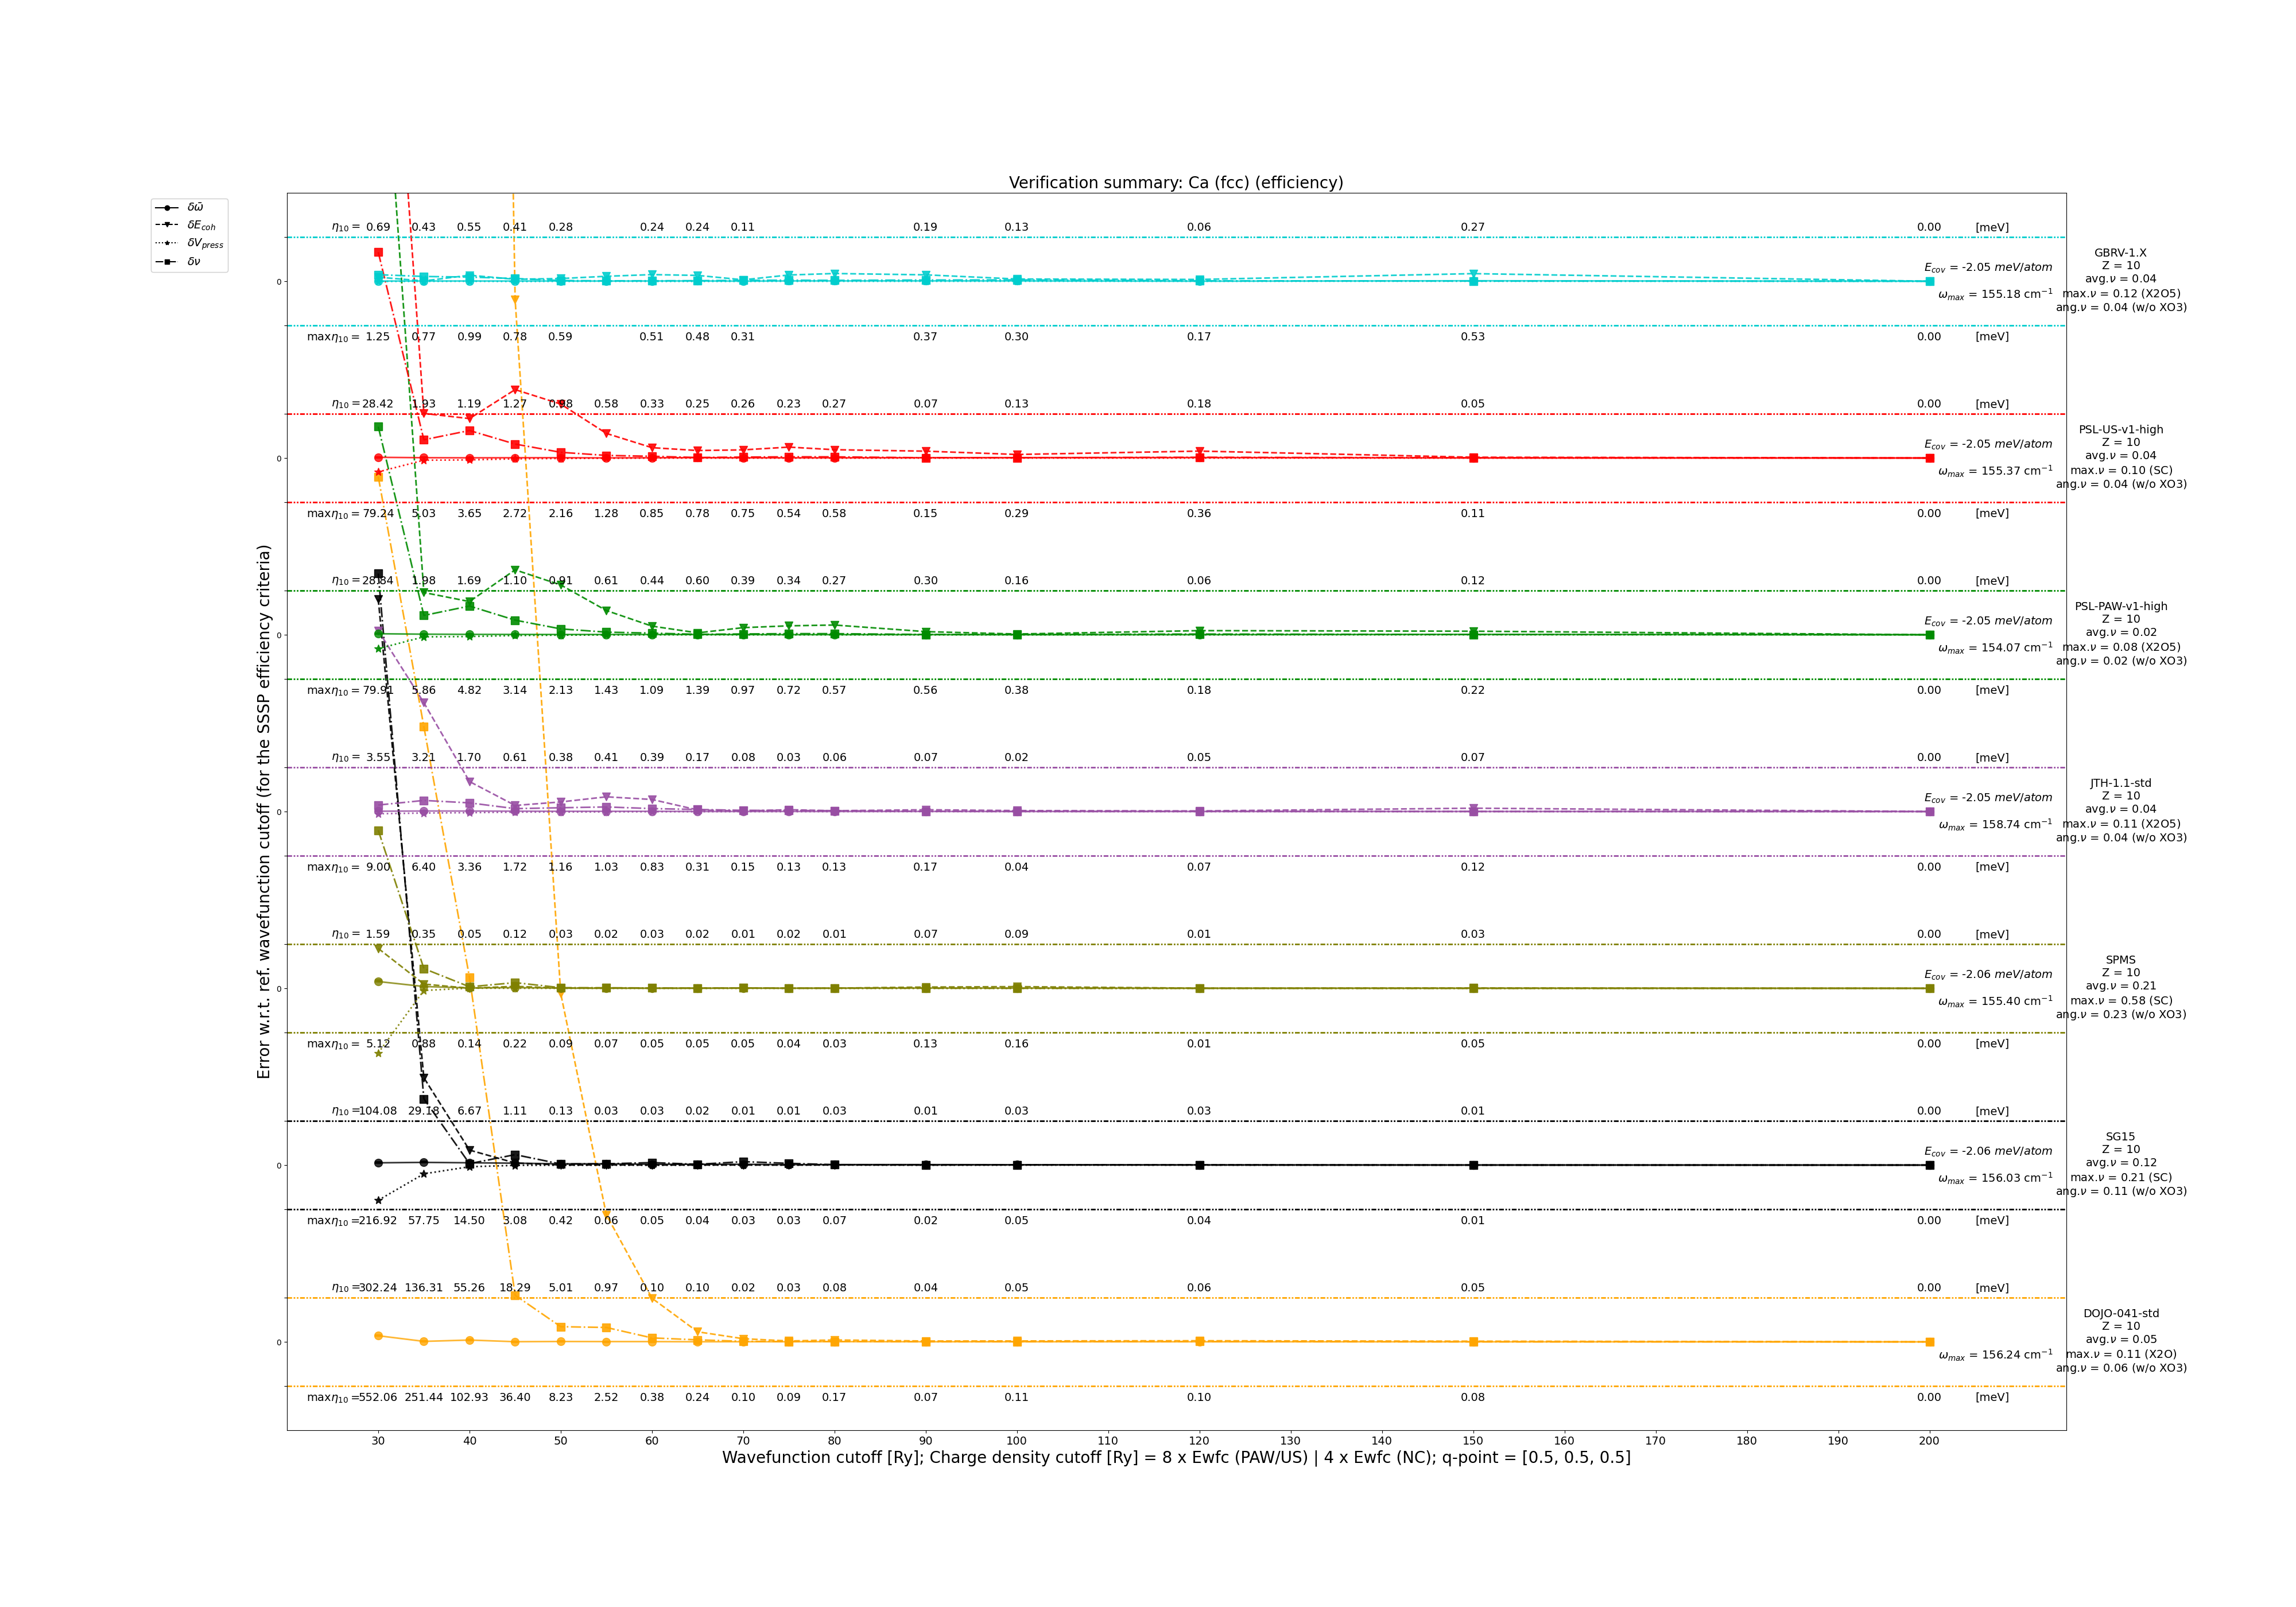 Verification summary: Ca (fcc) (efficiency)
δω̄
δE_coh
δV_press
δν
Error w.r.t. ref. wavefunction cutoff (for the SSSP efficiency criteria)
η₁₀ = 0.69 0.43 0.55 0.41 0.28 0.24 0.24 0.11 0.19 0.13 0.06 0.27 0.00 [meV]
0
E_cov = -2.05 meV/atom
ω_max = 155.18 cm⁻¹
GBRV-1.X
Z = 10
avg.ν = 0.04
max.ν = 0.12 (X2O5)
ang.ν = 0.04 (w/o XO3)
maxη₁₀ = 1.25 0.77 0.99 0.78 0.59 0.51 0.48 0.31 0.37 0.30 0.17 0.53 0.00 [meV]
η₁₀ = 28.42 1.93 1.19 1.27 0.98 0.58 0.33 0.25 0.26 0.23 0.27 0.07 0.13 0.18 0.05 0.00 [meV]
0
E_cov = -2.05 meV/atom
ω_max = 155.37 cm⁻¹
PSL-US-v1-high
Z = 10
avg.ν = 0.04
max.ν = 0.10 (SC)
ang.ν = 0.04 (w/o XO3)
maxη₁₀ = 79.24 5.03 3.65 2.72 2.16 1.28 0.85 0.78 0.75 0.54 0.58 0.15 0.29 0.36 0.11 0.00 [meV]
η₁₀ = 28.84 1.98 1.69 1.10 0.91 0.61 0.44 0.60 0.39 0.34 0.27 0.30 0.16 0.06 0.12 0.00 [meV]
0
E_cov = -2.05 meV/atom
ω_max = 154.07 cm⁻¹
PSL-PAW-v1-high
Z = 10
avg.ν = 0.02
max.ν = 0.08 (X2O5)
ang.ν = 0.02 (w/o XO3)
maxη₁₀ = 79.91 5.86 4.82 3.14 2.13 1.43 1.09 1.39 0.97 0.72 0.57 0.56 0.38 0.18 0.22 0.00 [meV]
η₁₀ = 3.55 3.21 1.70 0.61 0.38 0.41 0.39 0.17 0.08 0.03 0.06 0.07 0.02 0.05 0.07 0.00 [meV]
0
E_cov = -2.05 meV/atom
ω_max = 158.74 cm⁻¹
JTH-1.1-std
Z = 10
avg.ν = 0.04
max.ν = 0.11 (X2O5)
ang.ν = 0.04 (w/o XO3)
maxη₁₀ = 9.00 6.40 3.36 1.72 1.16 1.03 0.83 0.31 0.15 0.13 0.13 0.17 0.04 0.07 0.12 0.00 [meV]
η₁₀ = 1.59 0.35 0.05 0.12 0.03 0.02 0.03 0.02 0.01 0.02 0.01 0.07 0.09 0.01 0.03 0.00 [meV]
0
E_cov = -2.06 meV/atom
ω_max = 155.40 cm⁻¹
SPMS
Z = 10
avg.ν = 0.21
max.ν = 0.58 (SC)
ang.ν = 0.23 (w/o XO3)
maxη₁₀ = 5.12 0.88 0.14 0.22 0.09 0.07 0.05 0.05 0.05 0.04 0.03 0.13 0.16 0.01 0.05 0.00 [meV]
η₁₀ =104.08 29.13 6.67 1.11 0.13 0.03 0.03 0.02 0.01 0.01 0.03 0.01 0.03 0.03 0.01 0.00 [meV]
0
E_cov = -2.06 meV/atom
ω_max = 156.03 cm⁻¹
SG15
Z = 10
avg.ν = 0.12
max.ν = 0.21 (SC)
ang.ν = 0.11 (w/o XO3)
maxη₁₀ =216.92 57.75 14.50 3.08 0.42 0.06 0.05 0.04 0.03 0.03 0.07 0.02 0.05 0.04 0.01 0.00 [meV]
η₁₀ =302.24 136.31 55.26 18.29 5.01 0.97 0.10 0.10 0.02 0.03 0.08 0.04 0.05 0.06 0.05 0.00 [meV]
0
ω_max = 156.24 cm⁻¹
DOJO-041-std
Z = 10
avg.ν = 0.05
max.ν = 0.11 (X2O)
ang.ν = 0.06 (w/o XO3)
maxη₁₀ =552.06 251.44 102.93 36.40 8.23 2.52 0.38 0.24 0.10 0.09 0.17 0.07 0.11 0.10 0.08 0.00 [meV]
30 40 50 60 70 80 90 100 110 120 130 140 150 160 170 180 190 200
Wavefunction cutoff [Ry]; Charge density cutoff [Ry] = 8 x Ewfc (PAW/US) | 4 x Ewfc (NC); q-point = [0.5, 0.5, 0.5]